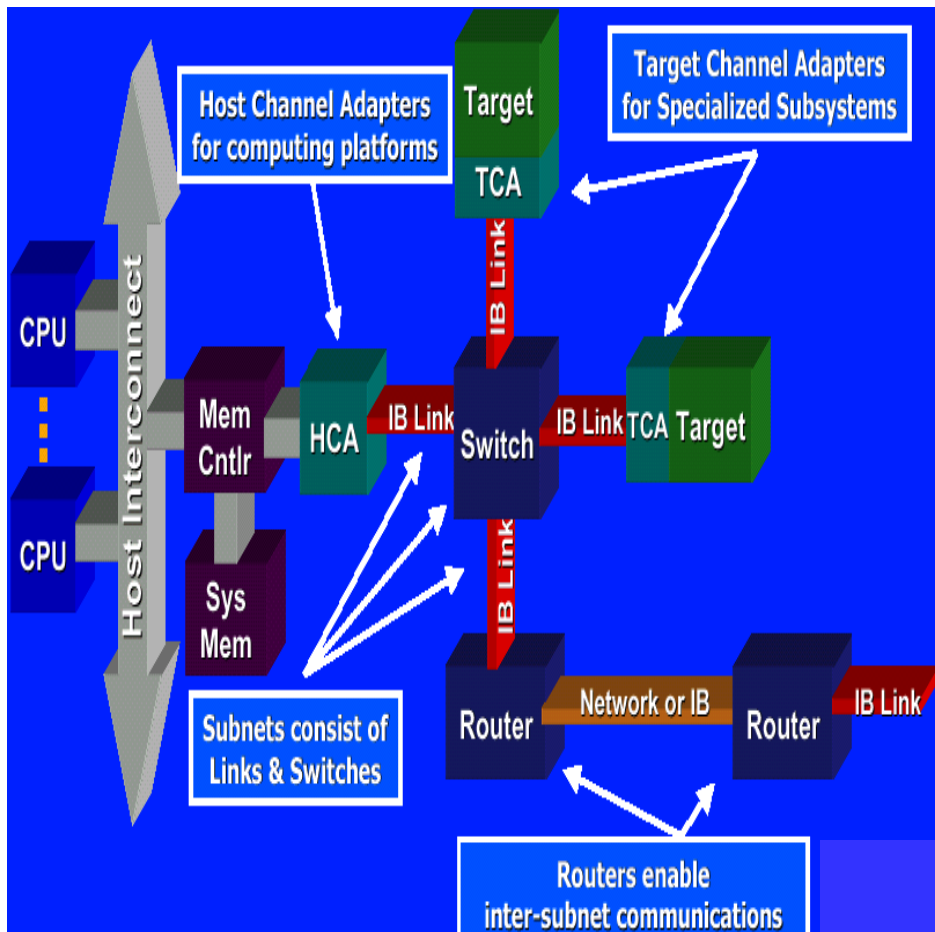 Host Channel Adapters
for computing platforms
Target
TCA
Target Channel Adapters
for Specialized Subsystems
IB Link
CPU
CPU
Host Interconnect
Mem
Cntlr
HCA
IB Link
Switch
IB Link
TCA
Target
Sys
Mem
IB Link
Subnets consist of
Links & Switches
Router
Network or IB
Router
IB Link
Routers enable
inter-subnet communications